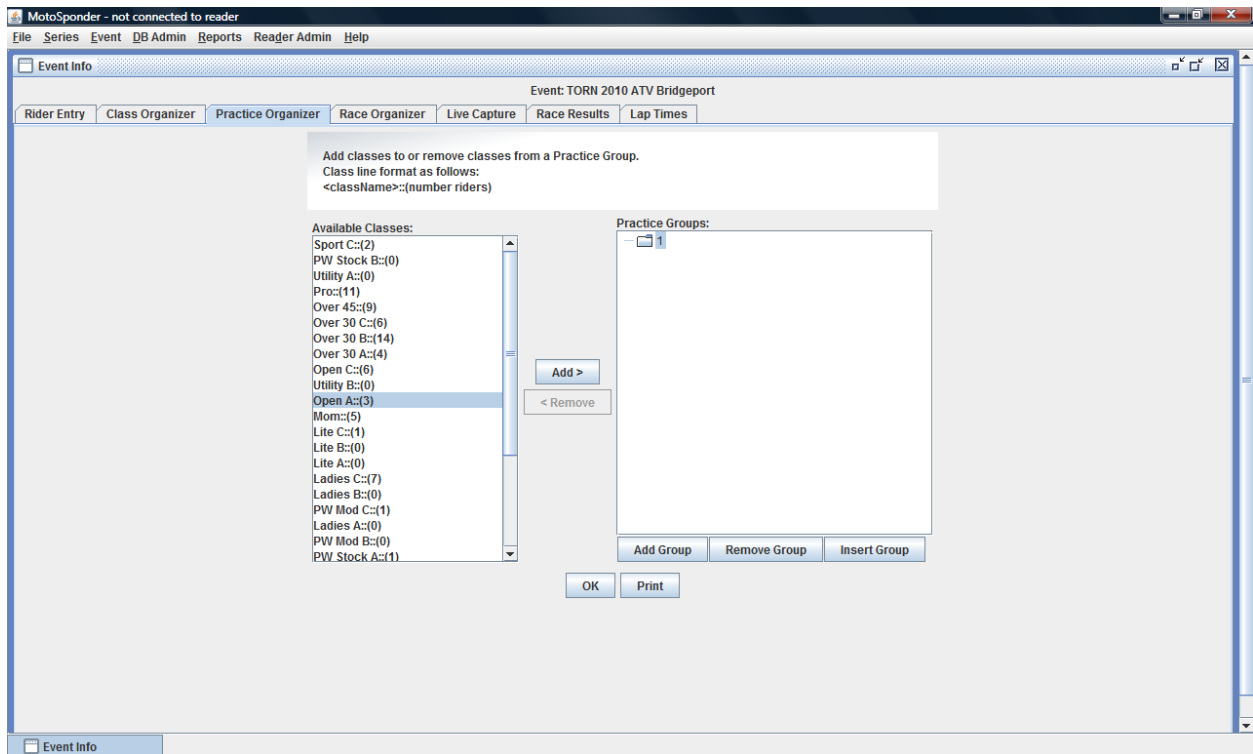 MotoSponder - not connected to reader
File Series Event DB Admin Reports Reader Admin Help
Event Info
Event: TORN 2010 ATV Bridgeport
Rider Entry Class Organizer Practice Organizer Race Organizer Live Capture Race Results Lap Times
Add classes to or remove classes from a Practice Group.
Class line format as follows:
<className>::(number riders)
Available Classes:
Sport C::(2)
PW Stock B::(0)
Utility A::(0)
Pro::(11)
Over 45::(9)
Over 30 C::(6)
Over 30 B::(14)
Over 30 A::(4)
Open C::(6)
Utility B::(0)
Open A::(3)
Mom::(5)
Lite C::(1)
Lite B::(0)
Lite A::(0)
Ladies C::(7)
Ladies B::(0)
PW Mod C::(1)
Ladies A::(0)
PW Mod B::(0)
PW Stock A::(1)
Add >
< Remove
Practice Groups:
1
Add Group Remove Group Insert Group
OK Print
Event Info